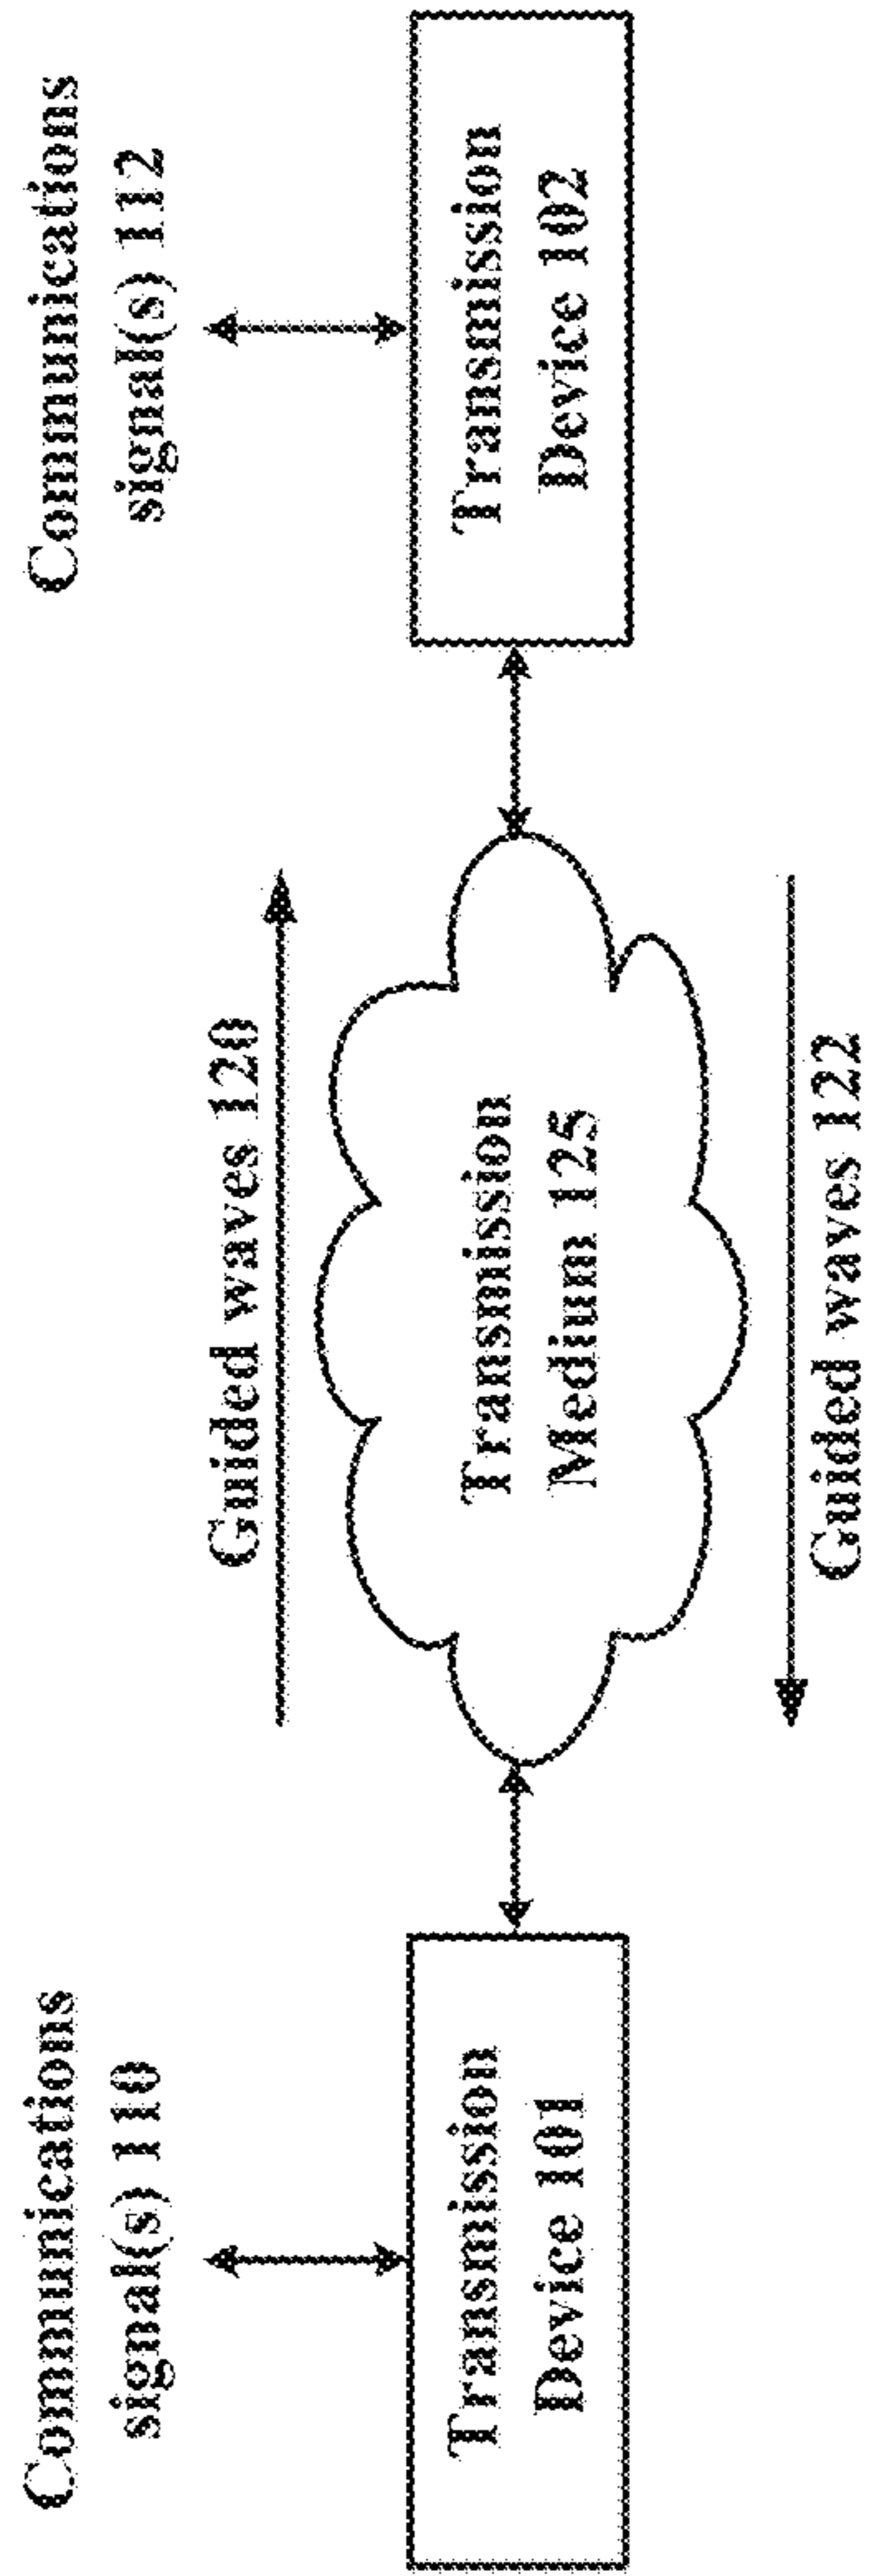 Communications
signal(s) 110
Transmission
Device 101
Guided waves 120
Transmission
Medium 125
Guided waves 122
Communications
signal(s) 112
Transmission
Device 102